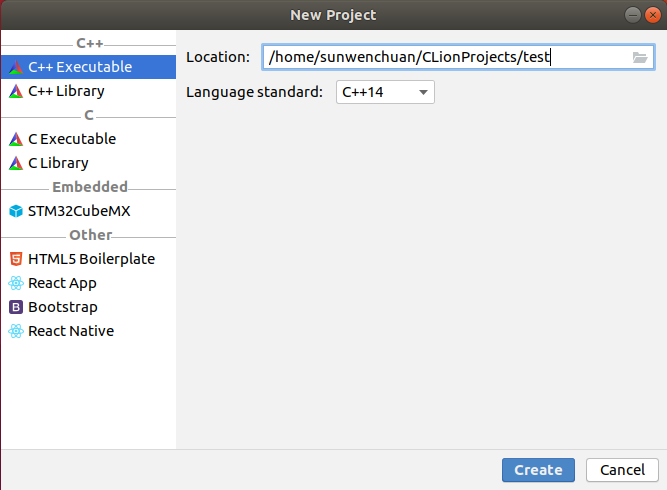 New Project
C++
C++ Executable
C++ Library
C
C Executable
C Library
Embedded
STM32CubeMX
Other
HTML5 Boilerplate
React App
Bootstrap
React Native
Location: /home/sunwenchuan/CLionProjects/test
Language standard: C++14
Create Cancel